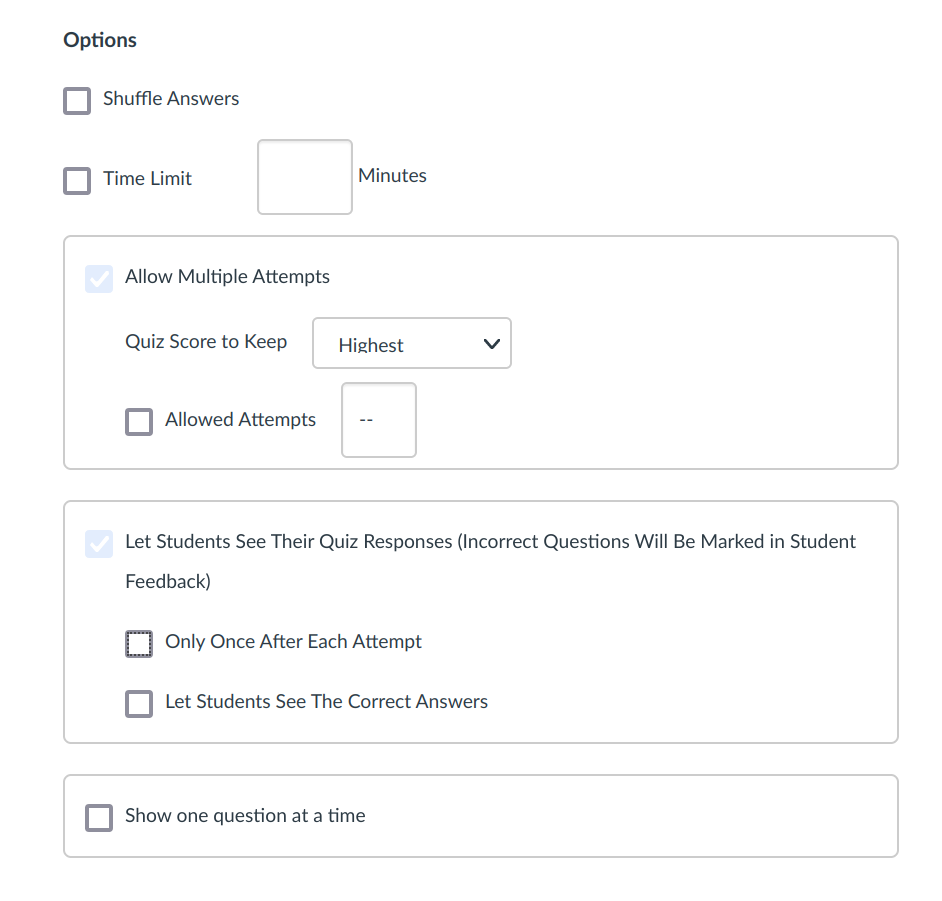 Options
Shuffle Answers
Time Limit
Minutes
Allow Multiple Attempts
Quiz Score to Keep
Highest
Allowed Attempts
--
Let Students See Their Quiz Responses (Incorrect Questions Will Be Marked in Student
Feedback)
Only Once After Each Attempt
Let Students See The Correct Answers
Show one question at a time